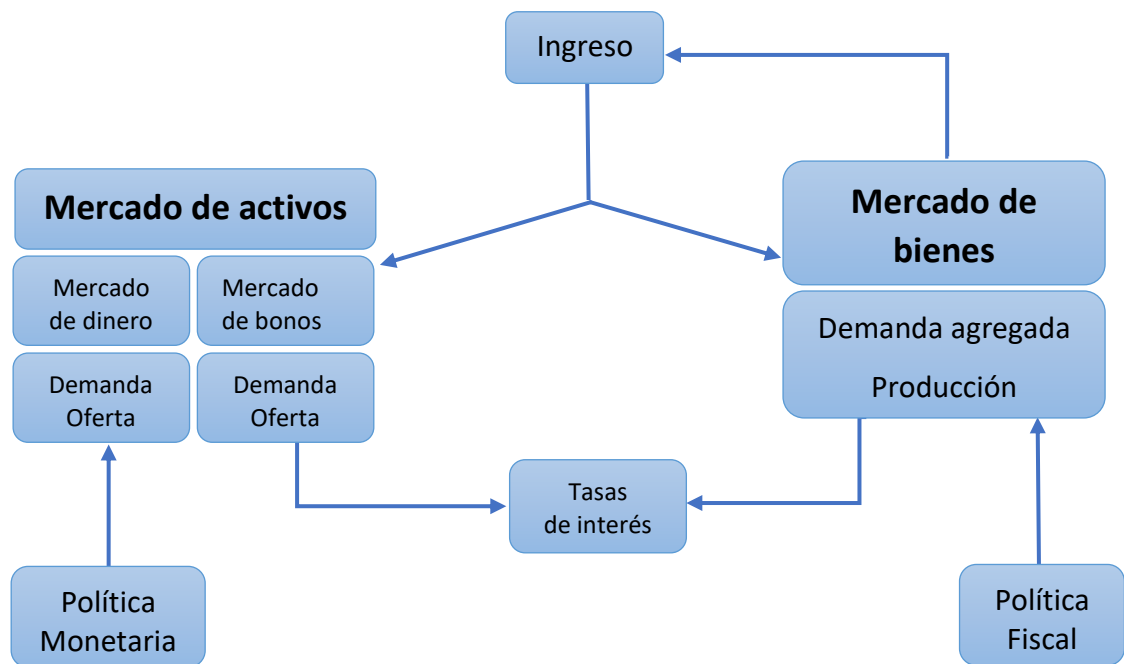 Ingreso
Mercado de activos
Mercado
de dinero
Mercado
de bonos
Demanda
Oferta
Demanda
Oferta
Mercado de
bienes
Demanda agregada
Producción
Tasas
de interés
Política
Monetaria
Política
Fiscal